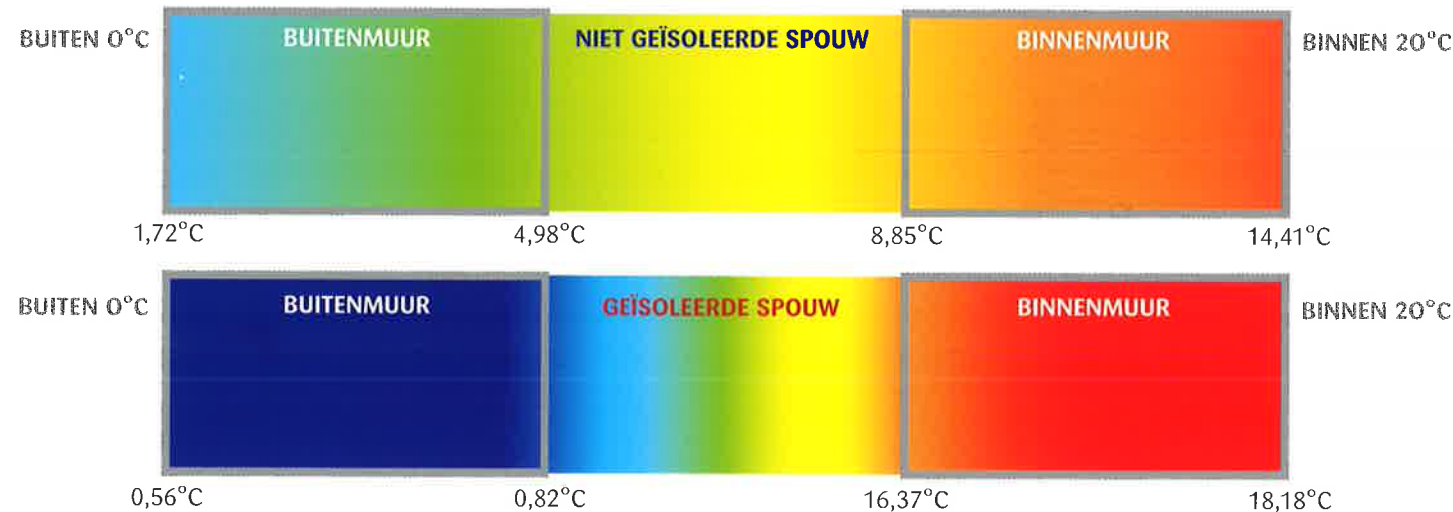 BUITEN 0°C BUITENMUUR NIET GEÏSOLEERDE SPOUW BINNENMUUR BINNEN 20°C
1,72°C 4,98°C 8,85°C 14,41°C
BUITEN 0°C BUITENMUUR GEÏSOLEERDE SPOUW BINNENMUUR BINNEN 20°C
0,56°C 0,82°C 16,37°C 18,18°C